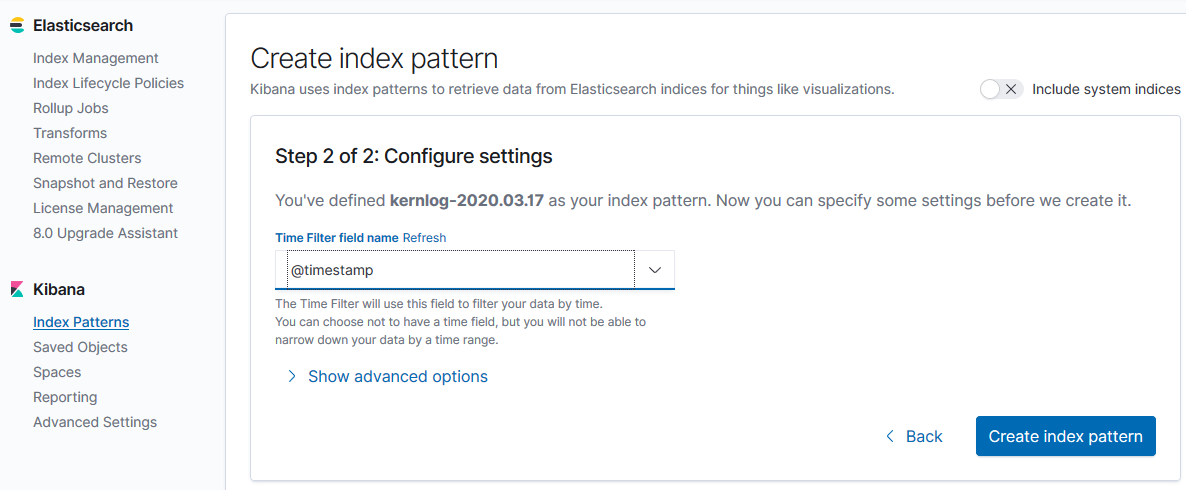 Elasticsearch
Index Management
Index Lifecycle Policies
Rollup Jobs
Transforms
Remote Clusters
Snapshot and Restore
License Management
8.0 Upgrade Assistant
Kibana
Index Patterns
Saved Objects
Spaces
Reporting
Advanced Settings
Create index pattern
Kibana uses index patterns to retrieve data from Elasticsearch indices for things like visualizations.
Include system indices
Step 2 of 2: Configure settings
You've defined kernlog-2020.03.17 as your index pattern. Now you can specify some settings before we create it.
Time Filter field name Refresh
@timestamp
The Time Filter will use this field to filter your data by time.
You can choose not to have a time field, but you will not be able to
narrow down your data by a time range.
Show advanced options
Back
Create index pattern